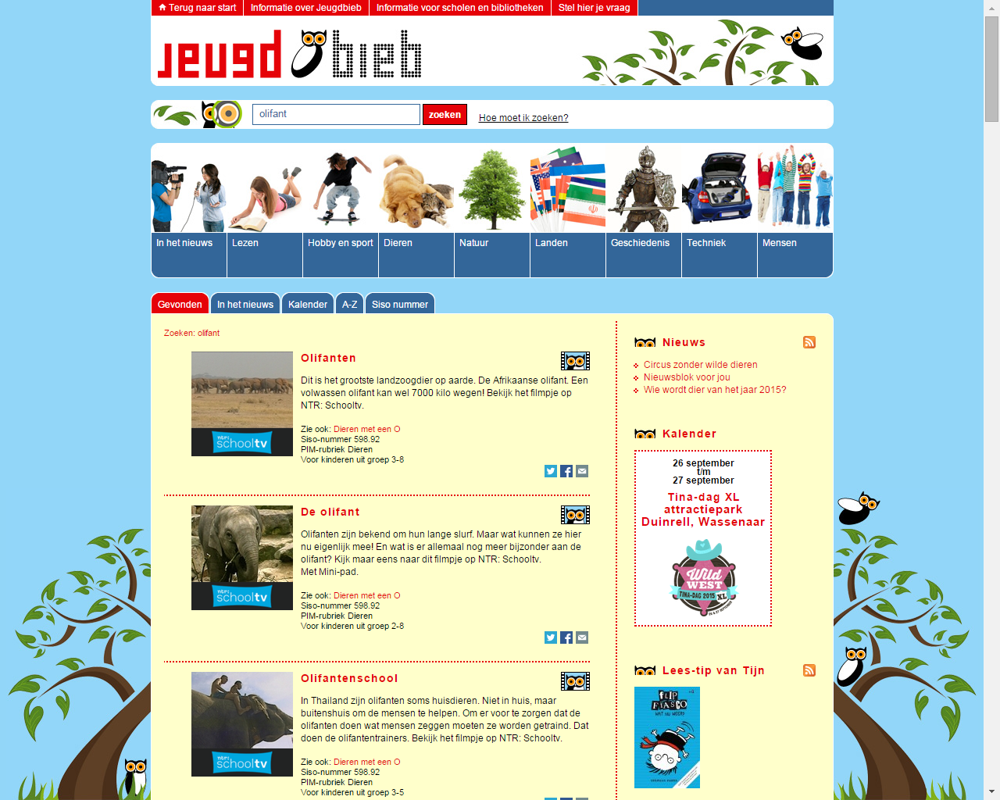 Terug naar start Informatie over Jeugdbieb Informatie voor scholen en bibliotheken Stel hier je vraag
jeugd bieb
olifant zoeken Hoe moet ik zoeken?
In het nieuws Lezen Hobby en sport Dieren Natuur Landen Geschiedenis Techniek Mensen
Gevonden In het nieuws Kalender A-Z Siso nummer
Zoeken: olifant
Olifanten
Dit is het grootste landzoogdier op aarde. De Afrikaanse olifant. Een
volwassen olifant kan wel 7000 kilo wegen! Bekijk het filmpje op
NTR: Schooltv.
ntr:
schooltv
Zie ook: Dieren met een O
Siso-nummer 598.92
PIM-rubriek Dieren
Voor kinderen uit groep 3-8
De olifant
Olifanten zijn bekend om hun lange slurf. Maar wat kunnen ze hier
nu eigenlijk mee! En wat is er allemaal nog meer bijzonder aan de
olifant? Kijk maar eens naar dit filmpje op NTR: Schooltv.
Met Mini-pad.
ntr:
schooltv
Zie ook: Dieren met een O
Siso-nummer 598.92
PIM-rubriek Dieren
Voor kinderen uit groep 2-8
Olifantenschool
In Thailand zijn olifanten soms huisdieren. Niet in huis, maar
buitenshuis om de mensen te helpen. Om er voor te zorgen dat de
olifanten doen wat mensen zeggen moeten ze worden getraind. Dat
doen de olifantentrainers. Bekijk het filmpje op NTR: Schooltv.
ntr:
schooltv
Zie ook: Dieren met een O
Siso-nummer 598.92
PIM-rubriek Dieren
Voor kinderen uit groep 3-5
Nieuws
Circus zonder wilde dieren
Nieuwsblok voor jou
Wie wordt dier van het jaar 2015?
Kalender
26 september
t/m
27 september
Tina-dag XL
attractiepark
Duinrell, Wassenaar
Wild
WEST
TINA-DAG 2015 XL
26 & 27 SEPTEMBER
Lees-tip van Tijn
FLIP
FIASCO
WAT NU WEER?